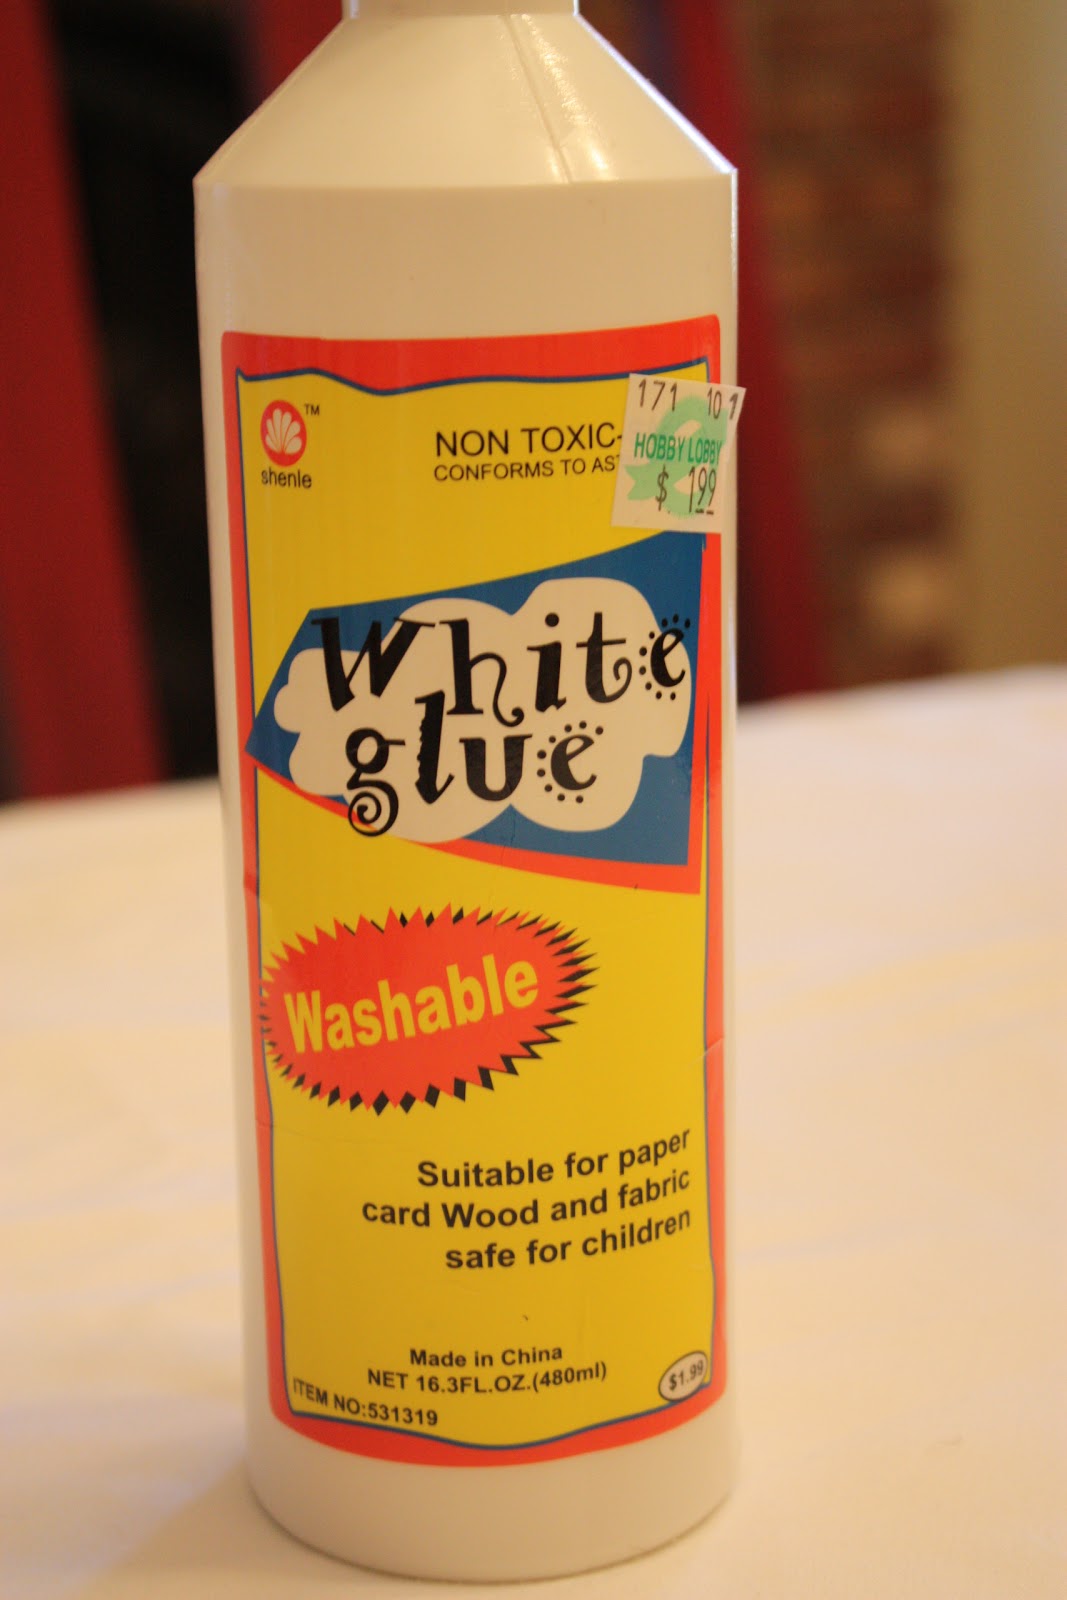 TM
shenle
NON TOXIC-
CONFORMS TO
171 10 1
HOBBY LOBBY
$ 1.99
White
glue
Washable
Suitable for paper
card Wood and fabric
safe for children
Made in China
NET 16.3FL.OZ.(480ml)
ITEM NO:531319
$1.99